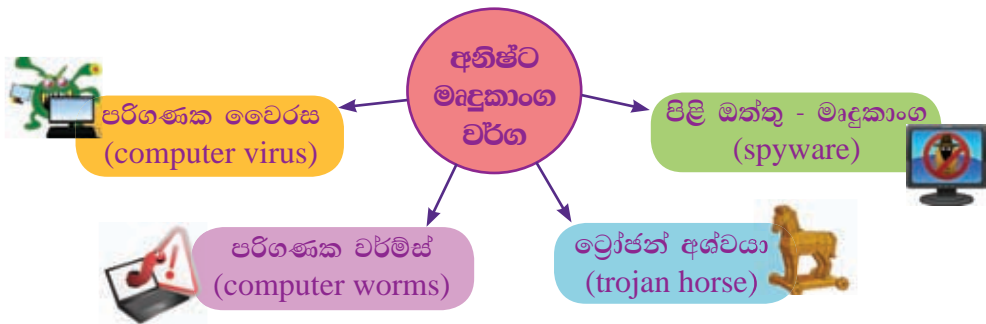 අනිෂ්ට
මෘදුකාංග
වර්ග
පරිගණක වෛරස
(computer virus)
පිළි ඔත්තු - මෘදුකාංග
(spyware)
පරිගණක වර්ම්ස්
(computer worms)
ට්‍රෝජන් අශ්වයා
(trojan horse)